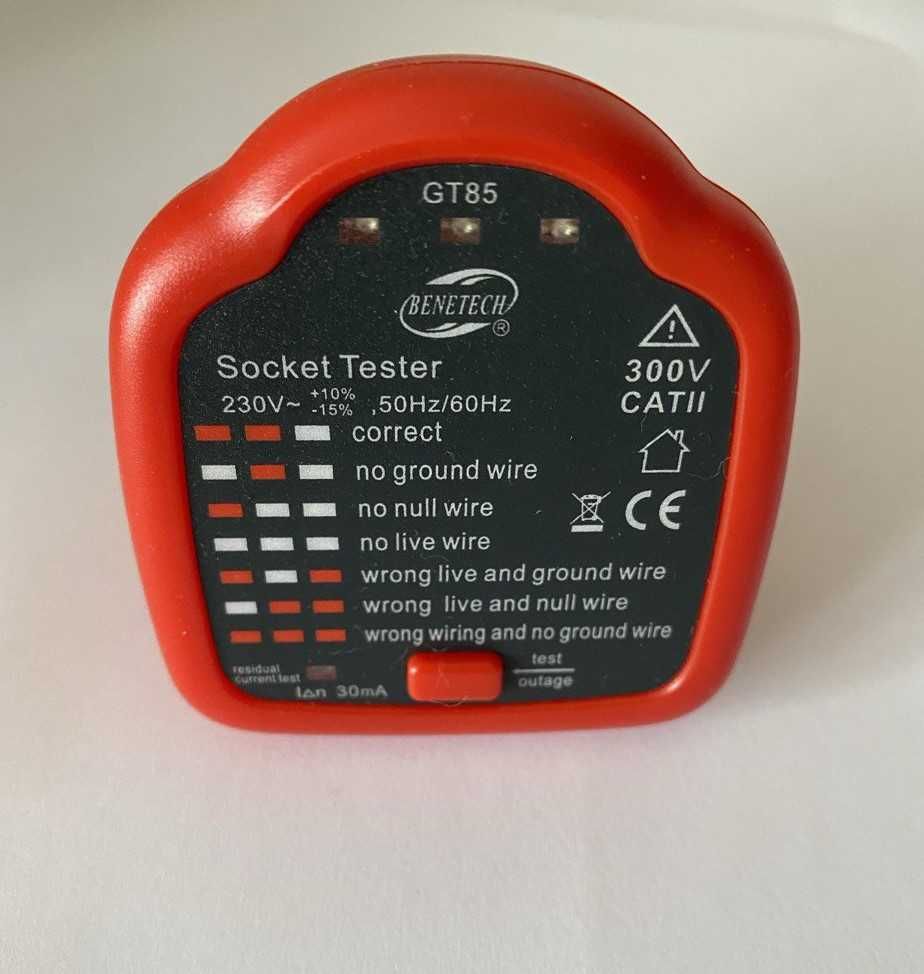 GT85
BENETECH®
Socket Tester
300V
230V~ +10% -15% ,50Hz/60Hz
CATII
correct
no ground wire
no null wire
CE
no live wire
wrong live and ground wire
wrong live and null wire
wrong wiring and no ground wire
residual current test
test
outage
I△n 30mA